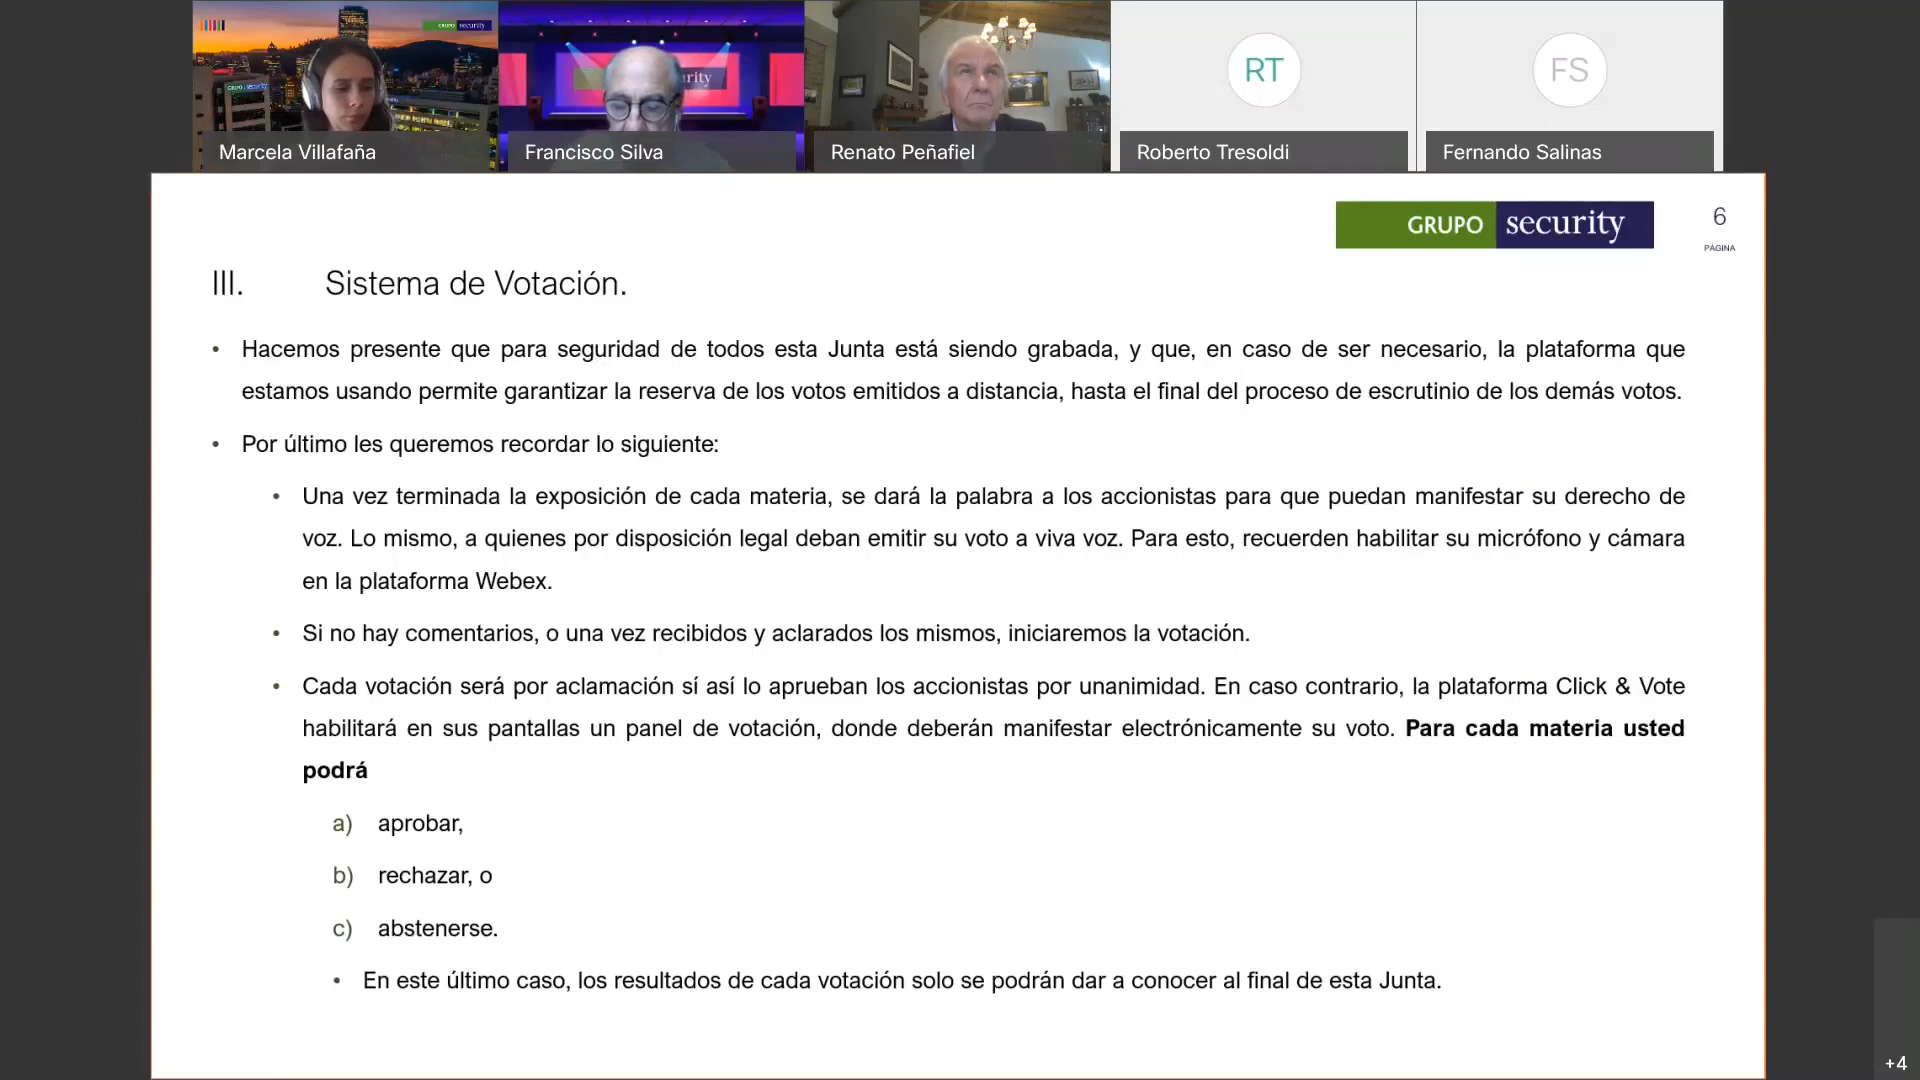 GRUPO security
GRUPO security
rity
Marcela Villafaña
Francisco Silva
Renato Peñafiel
RT
Roberto Tresoldi
FS
Fernando Salinas
GRUPO security
6
PÁGINA
III. Sistema de Votación.
• Hacemos presente que para seguridad de todos esta Junta está siendo grabada, y que, en caso de ser necesario, la plataforma que
estamos usando permite garantizar la reserva de los votos emitidos a distancia, hasta el final del proceso de escrutinio de los demás votos.
• Por último les queremos recordar lo siguiente:
• Una vez terminada la exposición de cada materia, se dará la palabra a los accionistas para que puedan manifestar su derecho de
voz. Lo mismo, a quienes por disposición legal deban emitir su voto a viva voz. Para esto, recuerden habilitar su micrófono y cámara
en la plataforma Webex.
• Si no hay comentarios, o una vez recibidos y aclarados los mismos, iniciaremos la votación.
• Cada votación será por aclamación sí así lo aprueban los accionistas por unanimidad. En caso contrario, la plataforma Click & Vote
habilitará en sus pantallas un panel de votación, donde deberán manifestar electrónicamente su voto. Para cada materia usted
podrá
a) aprobar,
b) rechazar, o
c) abstenerse.
• En este último caso, los resultados de cada votación solo se podrán dar a conocer al final de esta Junta.
+4